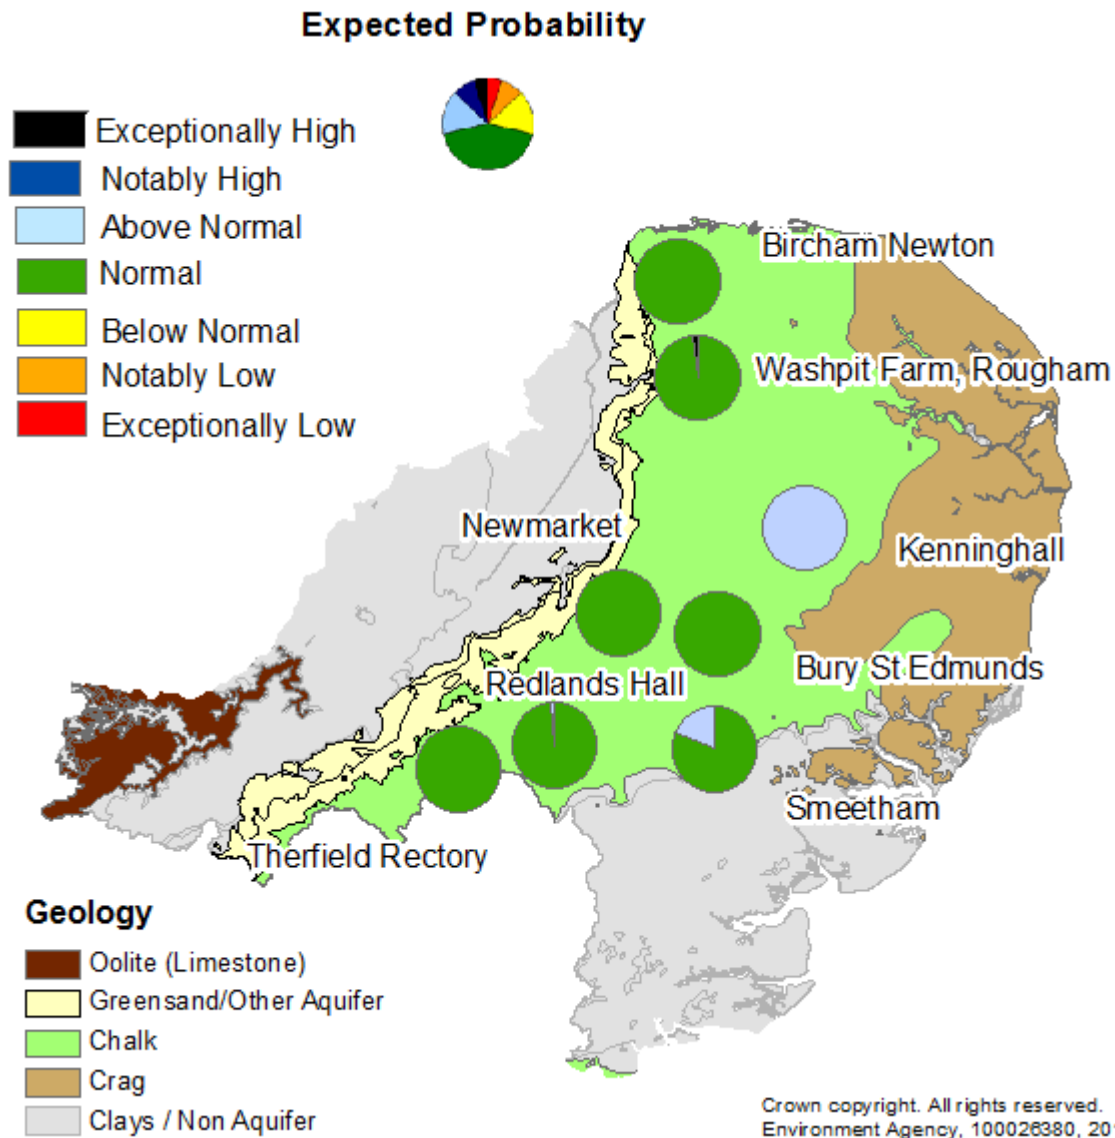 Expected Probability
Exceptionally High
Notably High
Above Normal
Normal
Below Normal
Notably Low
Exceptionally Low
Bircham Newton
Washpit Farm, Rougham
Newmarket
Kenninghall
Bury St Edmunds
Redlands Hall
Smeetham
Therfield Rectory
Geology
Oolite (Limestone)
Greensand/Other Aquifer
Chalk
Crag
Clays / Non Aquifer
Crown copyright. All rights reserved.
Environment Agency, 100026380, 20